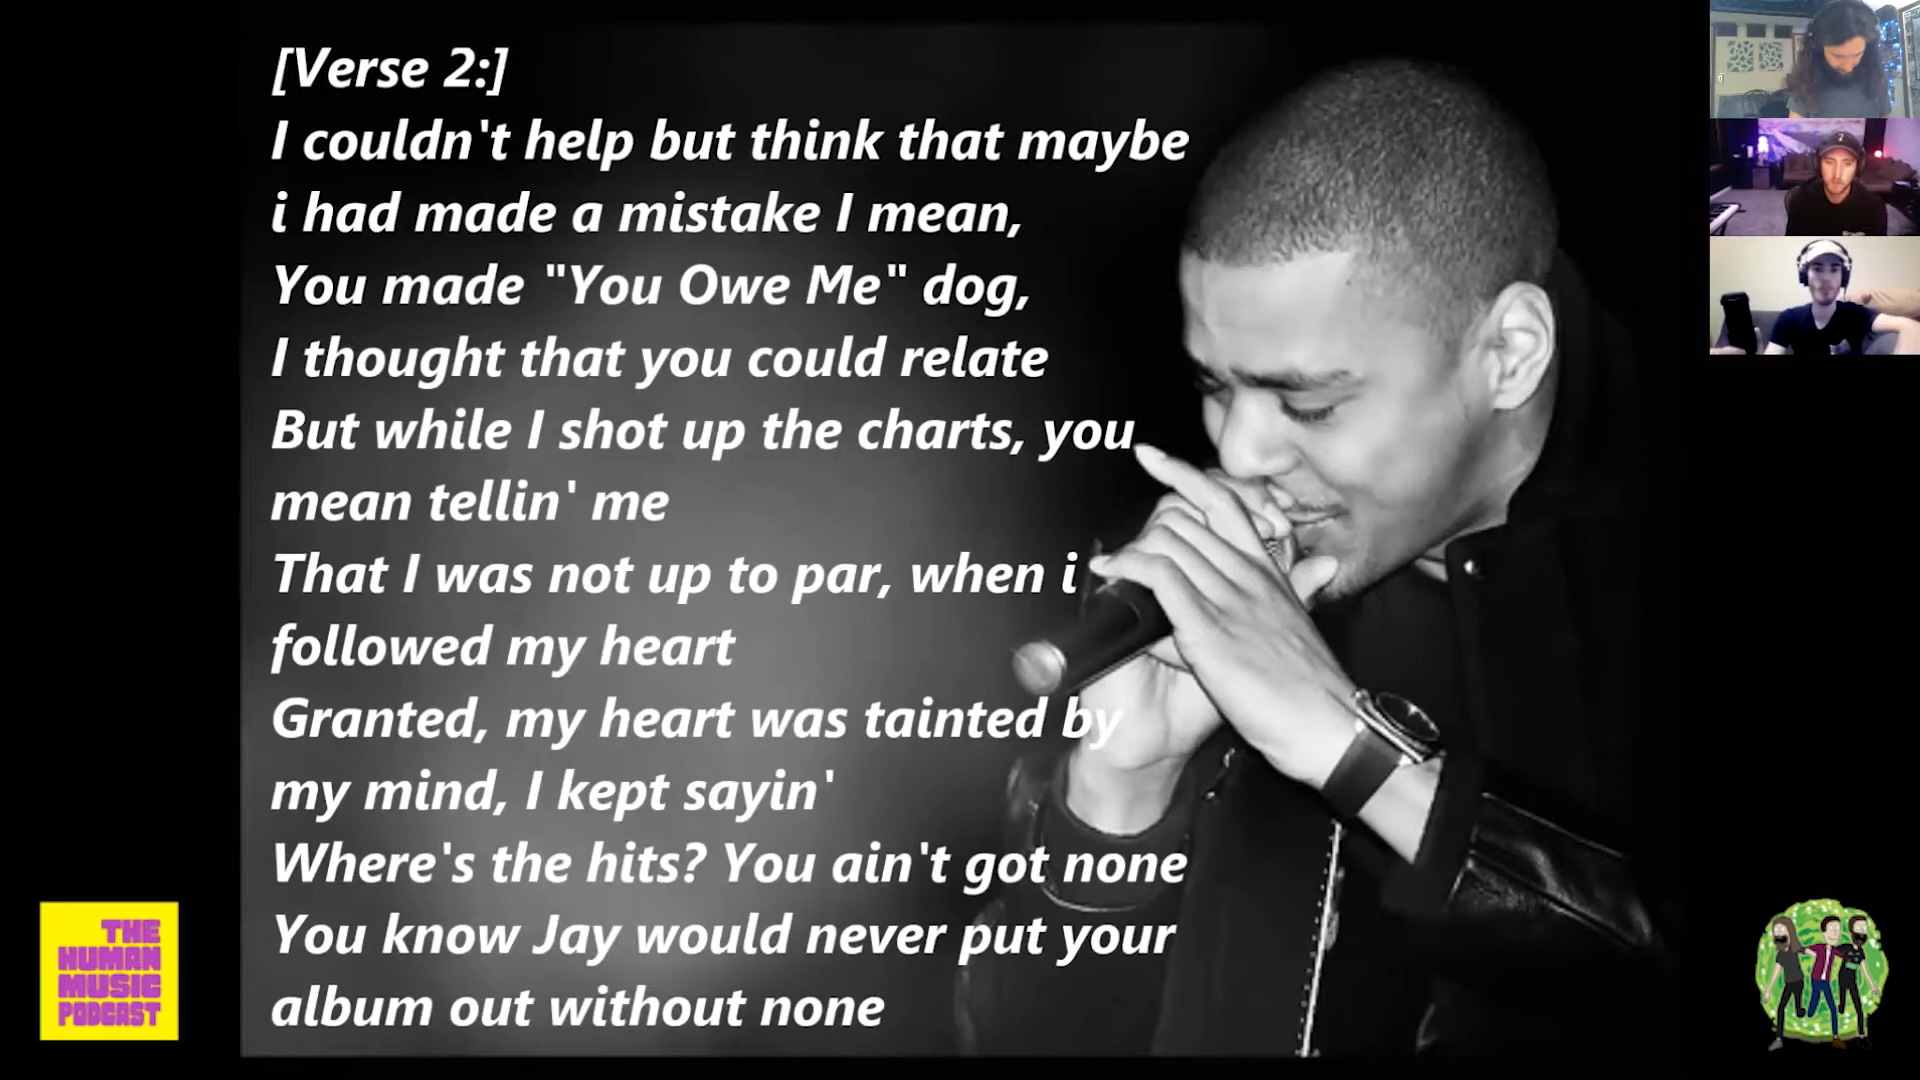 [Verse 2:]
I couldn't help but think that maybe
i had made a mistake I mean,
You made "You Owe Me" dog,
I thought that you could relate
But while I shot up the charts, you
mean tellin' me
That I was not up to par, when i
followed my heart
Granted, my heart was tainted by
my mind, I kept sayin'
Where's the hits? You ain't got none
You know Jay would never put your
album out without none
THE
HUMAN
MUSIC
PODCAST